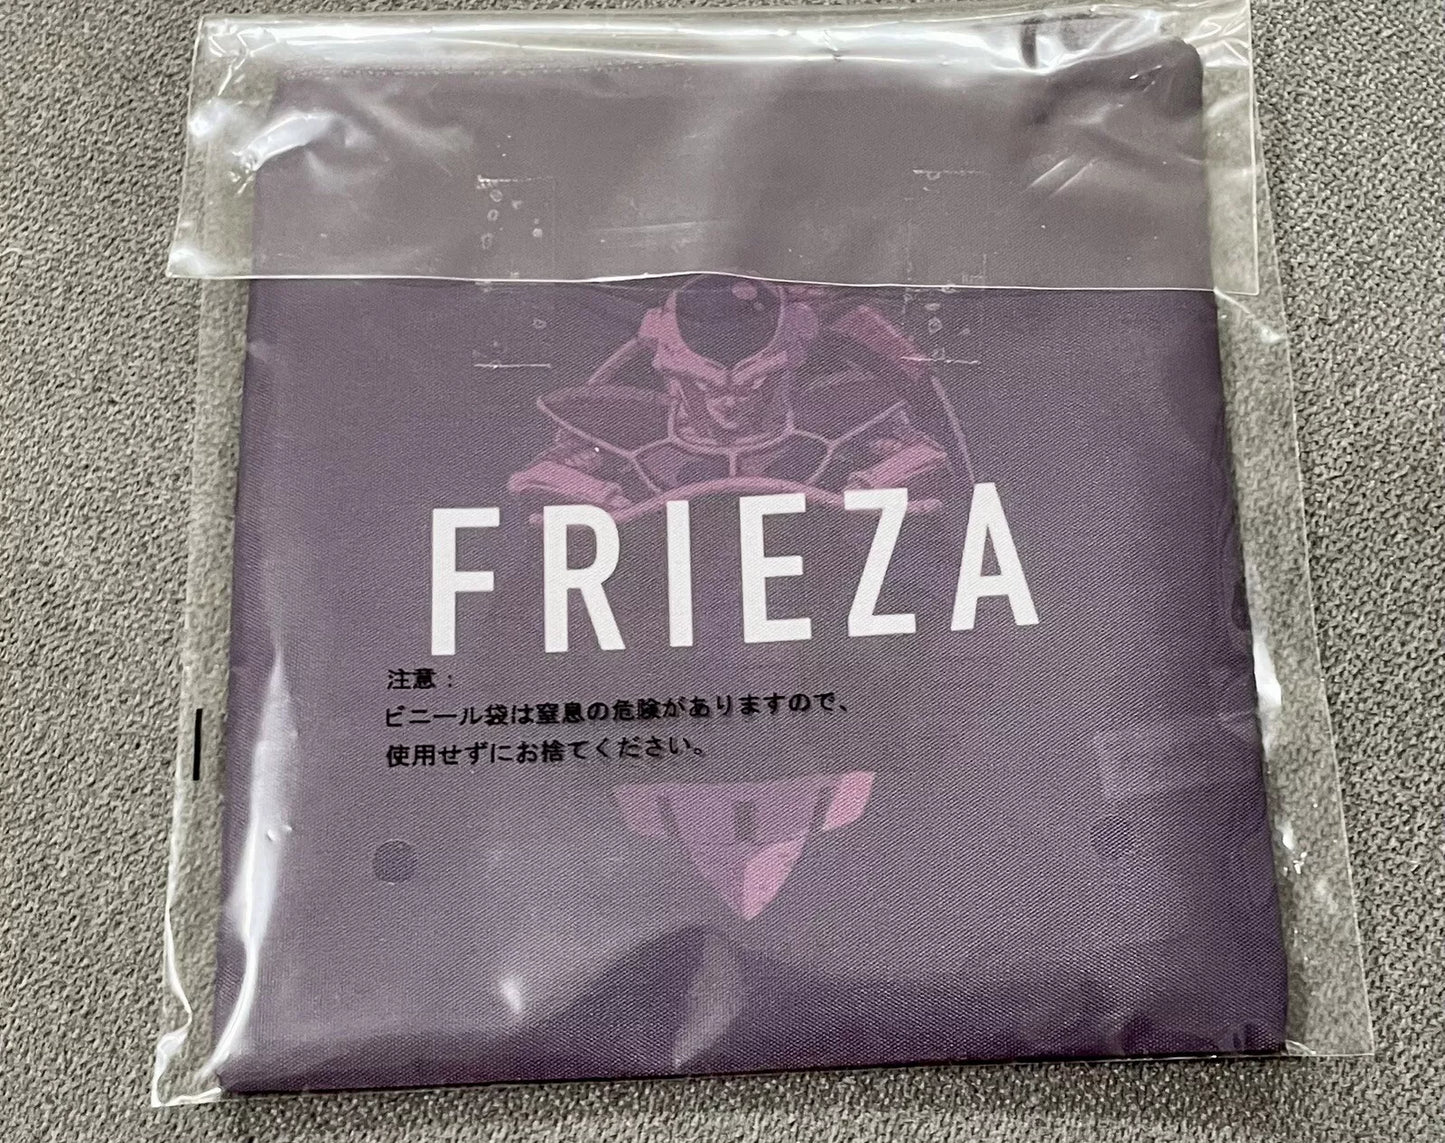 FRIEZA
注意：
ビニール袋は窒息の危険がありますので、
使用せずにお捨てください。